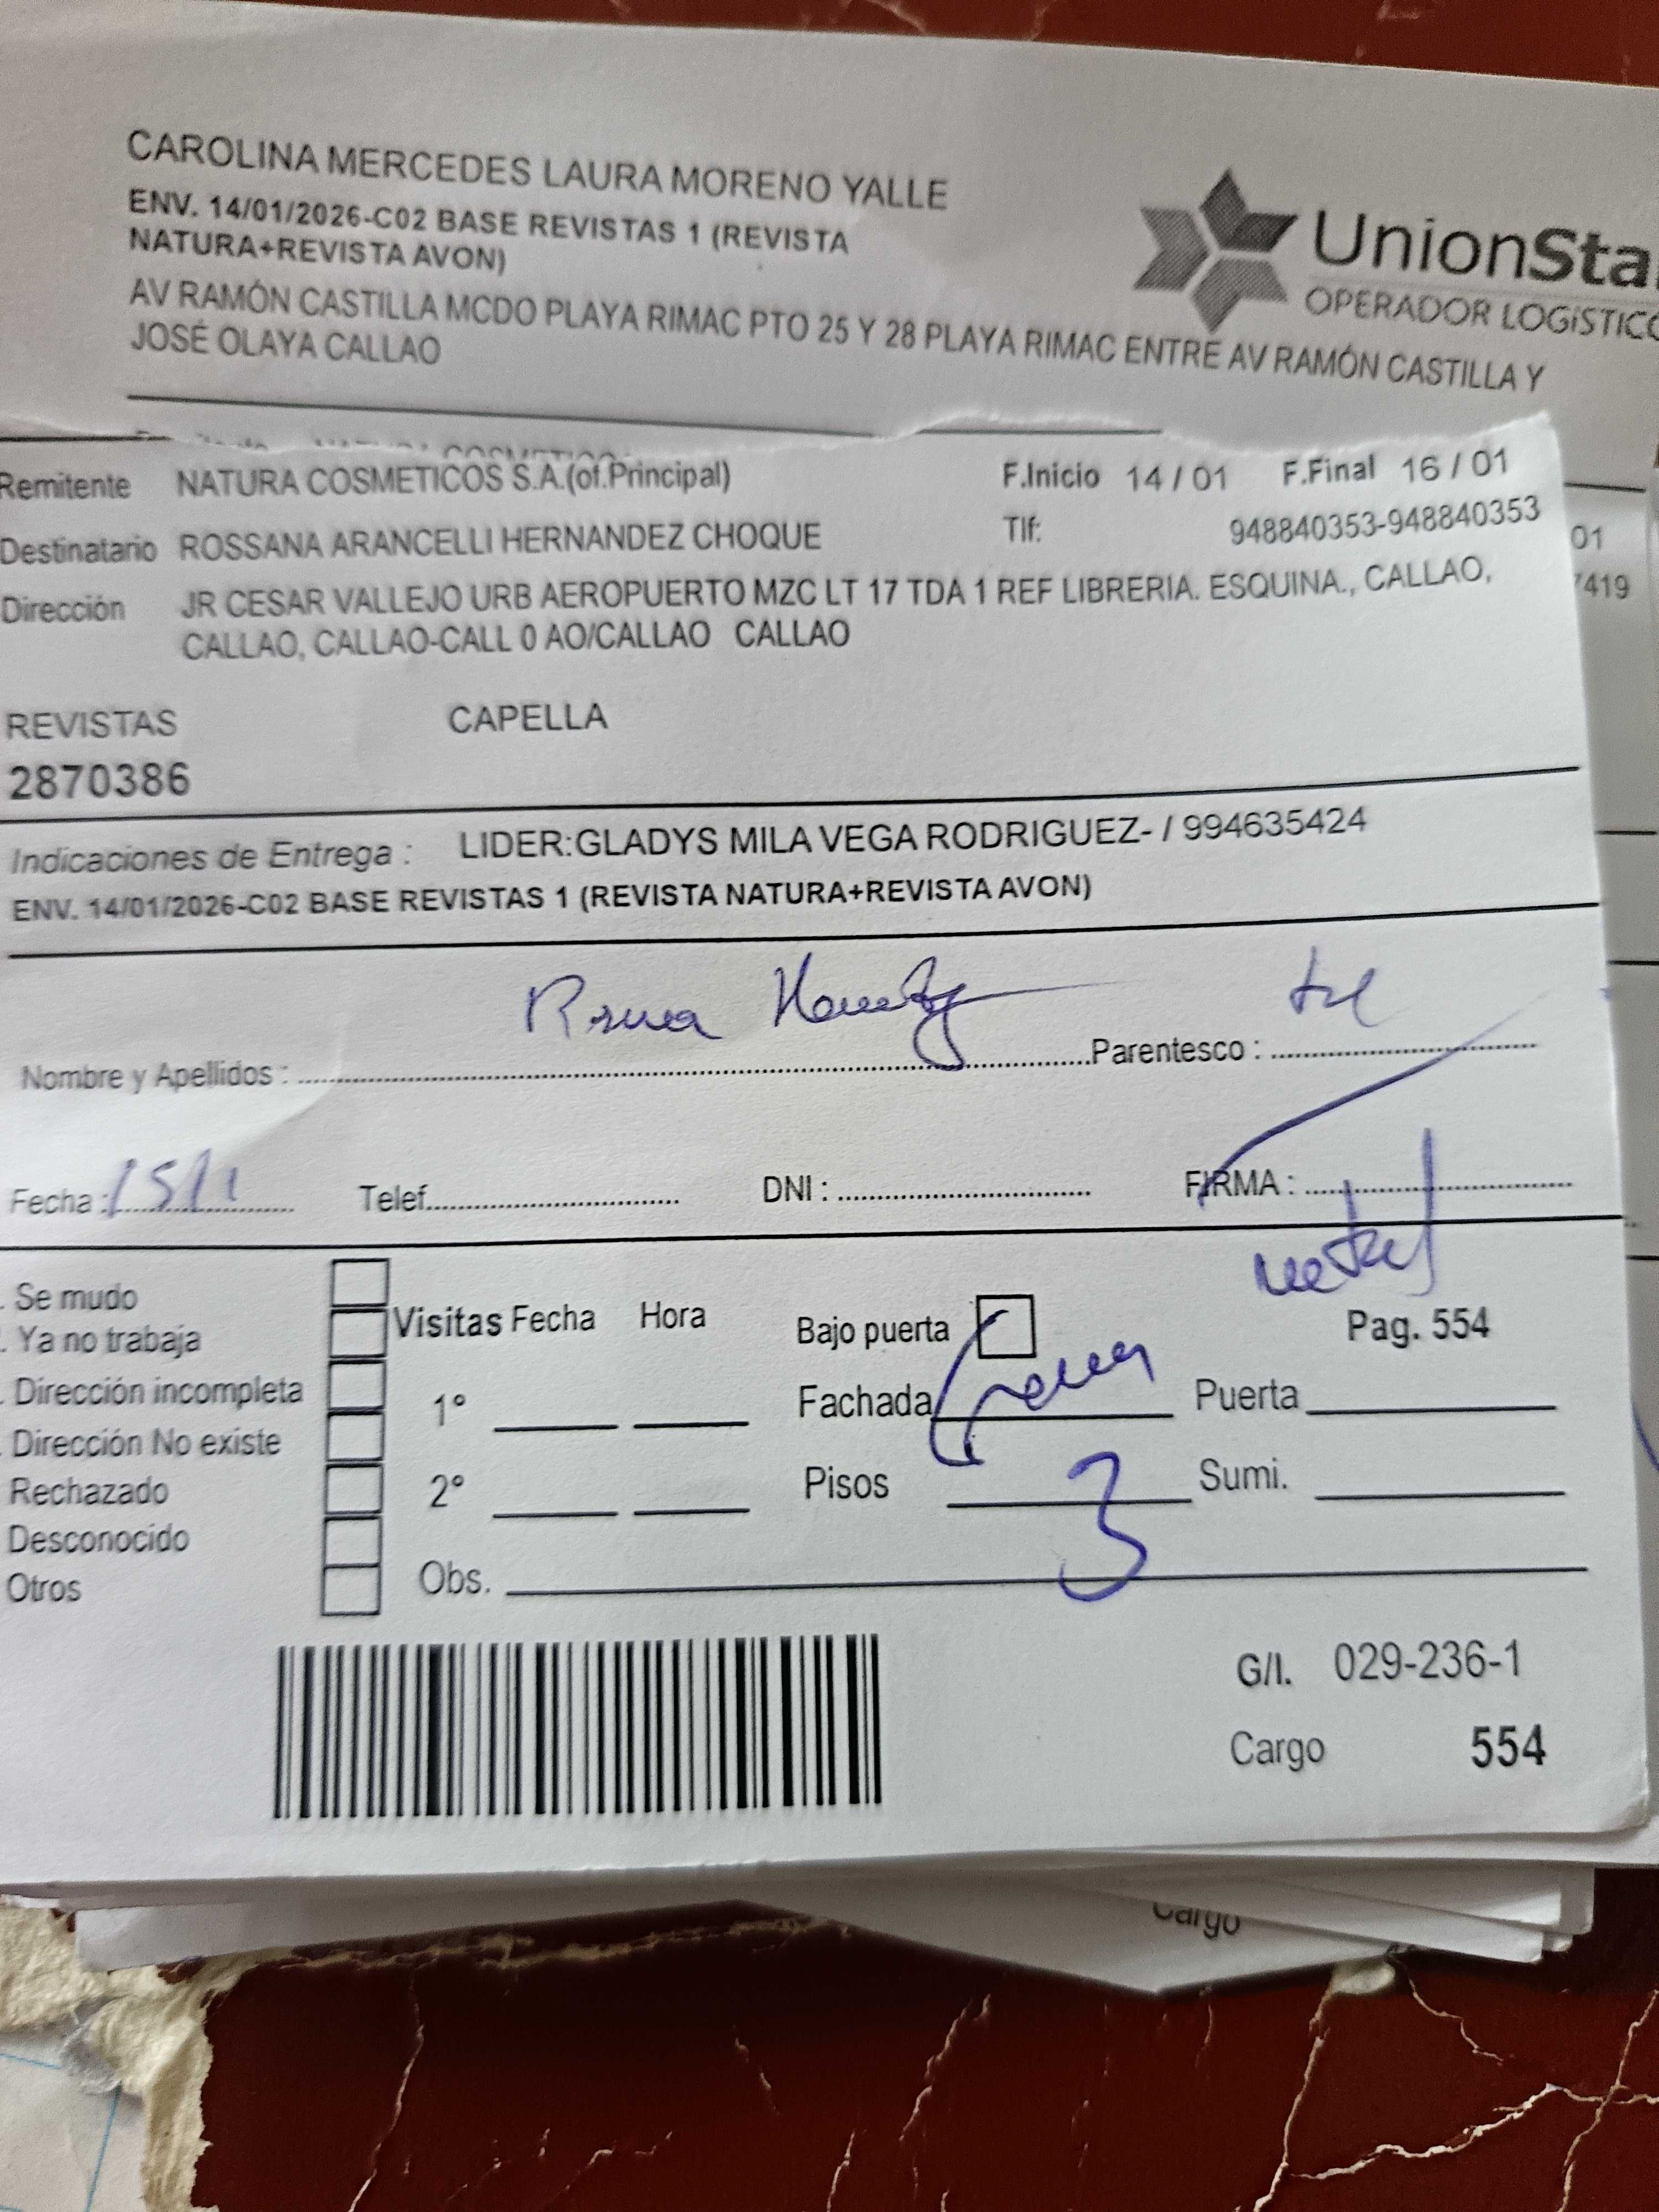 CAROLINA MERCEDES LAURA MORENO YALLE
ENV. 14/01/2026-C02 BASE REVISTAS 1 (REVISTA
NATURA+REVISTA AVON)
UnionSta
OPERADOR LOGíSTICO
AV RAMÓN CASTILLA MCDO PLAYA RIMAC PTO 25 Y 28 PLAYA RIMAC ENTRE AV RAMÓN CASTILLA Y
JOSÉ OLAYA CALLAO
Remitente NATURA COSMETICOS S.A.(of.Principal) F.Inicio 14 / 01 F.Final 16 / 01
Destinatario ROSSANA ARANCELLI HERNANDEZ CHOQUE Tlf: 948840353-948840353
01
Dirección JR CESAR VALLEJO URB AEROPUERTO MZC LT 17 TDA 1 REF LIBRERIA. ESQUINA., CALLAO,
7419
CALLAO, CALLAO-CALL 0 AO/CALLAO CALLAO
REVISTAS CAPELLA
2870386
Indicaciones de Entrega : LIDER:GLADYS MILA VEGA RODRIGUEZ- / 994635424
ENV. 14/01/2026-C02 BASE REVISTAS 1 (REVISTA NATURA+REVISTA AVON)
Nombre y Apellidos : Parentesco :
Fecha : 15/1 Telef. DNI : FIRMA :
Se mudo
Ya no trabaja
Dirección incompleta
Dirección No existe
Rechazado
Desconocido
Otros
Visitas Fecha Hora
1°
2°
Obs.
Bajo puerta Pag. 554
Fachada Puerta
Pisos 3 Sumi.
G/I. 029-236-1
Cargo 554
Cargo